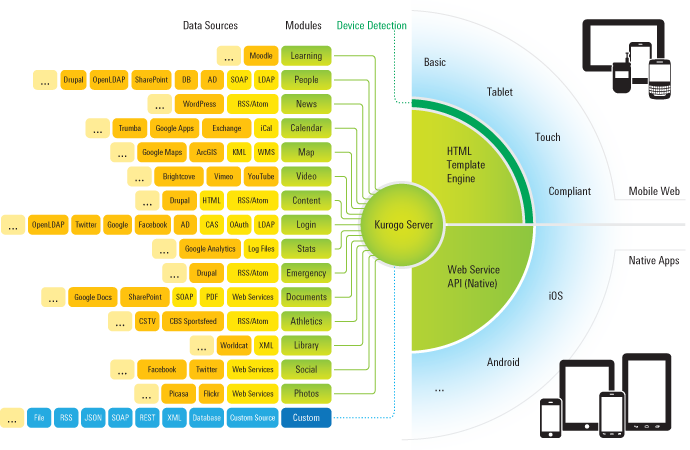 Data Sources Modules Device Detection
... Moodle Learning
... Drupal OpenLDAP SharePoint DB AD SOAP LDAP People
... WordPress RSS/Atom News
... Trumba Google Apps Exchange iCal Calendar
... Google Maps ArcGIS KML WMS Map
... Brightcove Vimeo YouTube Video
... Drupal HTML RSS/Atom Content
... OpenLDAP Twitter Google Facebook AD CAS OAuth LDAP Login
... Google Analytics Log Files Stats
... Drupal RSS/Atom Emergency
... Google Docs SharePoint SOAP PDF Web Services Documents
... CSTV CBS Sportsfeed RSS/Atom Athletics
... Worldcat XML Library
... Facebook Twitter Web Services Social
... Picasa Flickr Web Services Photos
... File RSS JSON SOAP REST XML Database Custom Source Custom
Kurogo Server
HTML
Template
Engine
Web Service
API (Native)
Basic
Tablet
Touch
Compliant
Mobile Web
Native Apps
iOS
Android
...